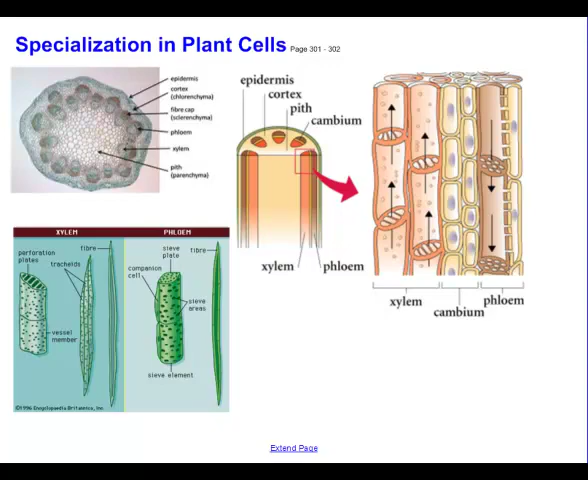 Specialization in Plant Cells Page 301 - 302
epidermis
cortex
(chlorenchyma)
fibre cap
(sclerenchyma)
phloem
xylem
pith
(parenchyma)
epidermis
cortex
pith
cambium
xylem
phloem
xylem
cambium
phloem
XYLEM
perforation
plates
tracheids
fibre
vessel
member
PHLOEM
sieve
plate
fibre
companion
cell
sieve
areas
sieve element
©1996 Encyclopaedia Britannica, Inc.
Extend Page